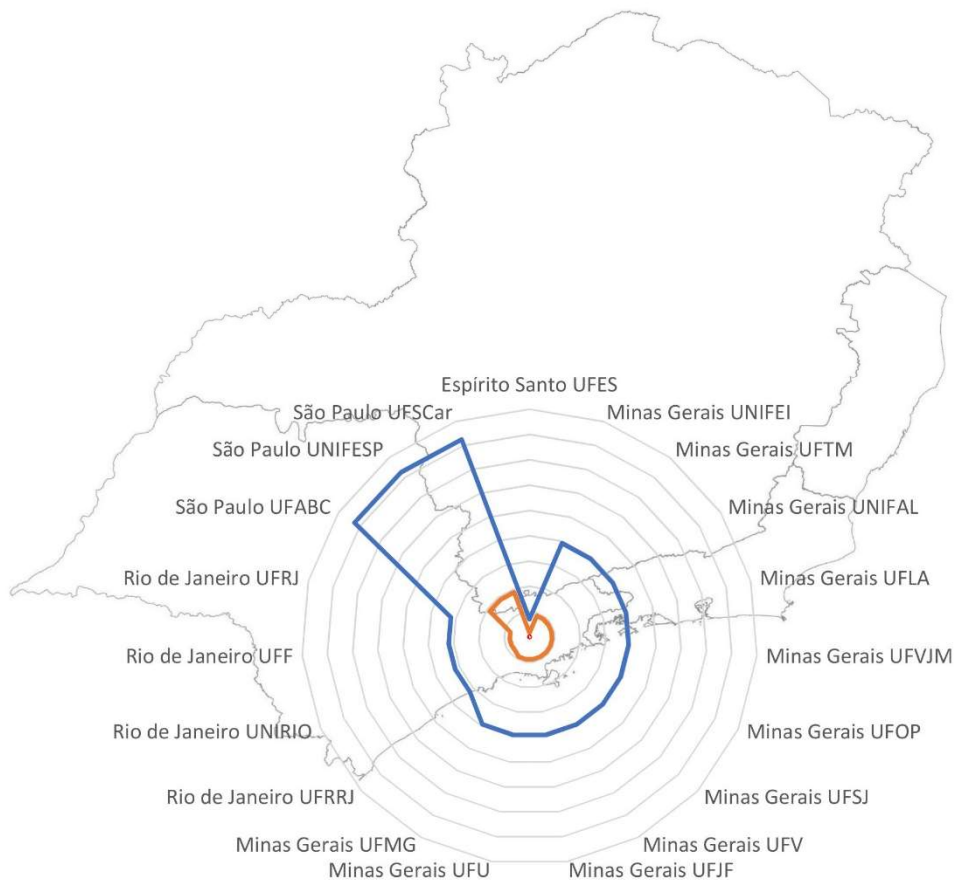 Espírito Santo UFES
São Paulo UFSCar
Minas Gerais UNIFEI
São Paulo UNIFESP
Minas Gerais UFTM
São Paulo UFABC
Minas Gerais UNIFAL
Rio de Janeiro UFRJ
Minas Gerais UFLA
Rio de Janeiro UFF
Minas Gerais UFVJM
Rio de Janeiro UNIRIO
Minas Gerais UFOP
Rio de Janeiro UFRRJ
Minas Gerais UFSJ
Minas Gerais UFMG
Minas Gerais UFV
Minas Gerais UFU
Minas Gerais UFJF